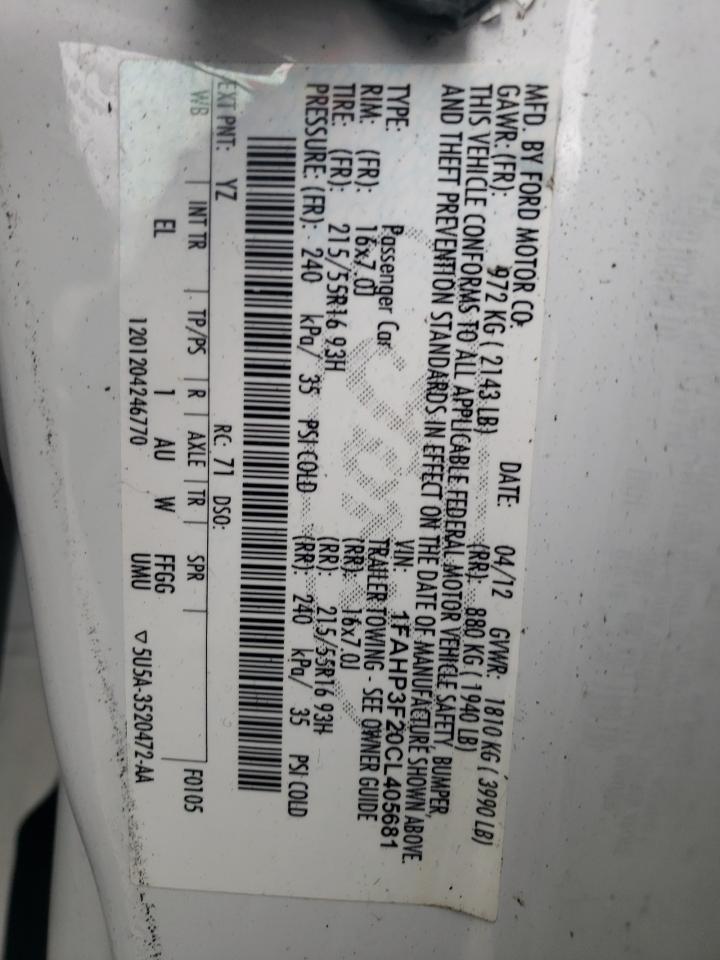 MFD. BY FORD MOTOR CO.
DATE: 04/12 GVWR: 1810 KG ( 3990 LB)
GAWR: (FR): 972 KG ( 2143 LB) (RR): 880 KG ( 1940 LB)
THIS VEHICLE CONFORMS TO ALL APPLICABLE FEDERAL MOTOR VEHICLE SAFETY, BUMPER,
AND THEFT PREVENTION STANDARDS IN EFFECT ON THE DATE OF MANUFACTURE SHOWN ABOVE.
VIN: 1FAHP3F20CL405681
TYPE: Passenger Car TRAILER TOWING - SEE OWNER GUIDE
RIM: (FR): 16x7.0J (RR): 16x7.0J
TIRE: (FR): 215/55R16 93H (RR): 215/55R16 93H
PRESSURE: (FR): 240 kPa/ 35 PSI COLD (RR): 240 kPa/ 35 PSI COLD
EXT PNT: YZ RC: 71 DSO: F0105
WB | INT TR | TP/PS | R | AXLE | TR | SPR |
EL 1 AU W FFGG
1201204246770 UMU ▽5U5A-3520472-AA